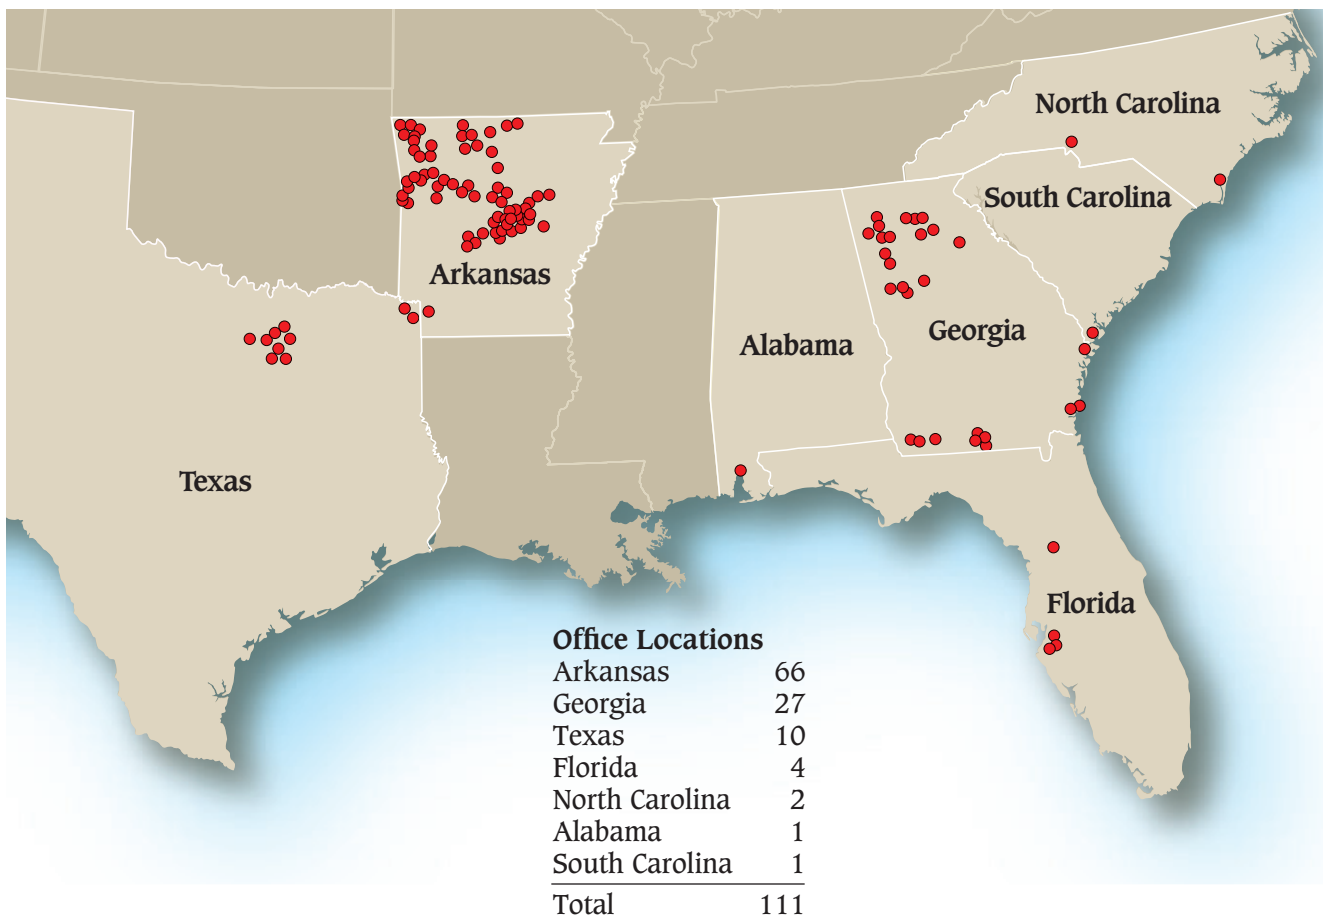 North Carolina
South Carolina
Arkansas
Alabama
Georgia
Texas
Florida
Office Locations
Arkansas 66
Georgia 27
Texas 10
Florida 4
North Carolina 2
Alabama 1
South Carolina 1
Total 111